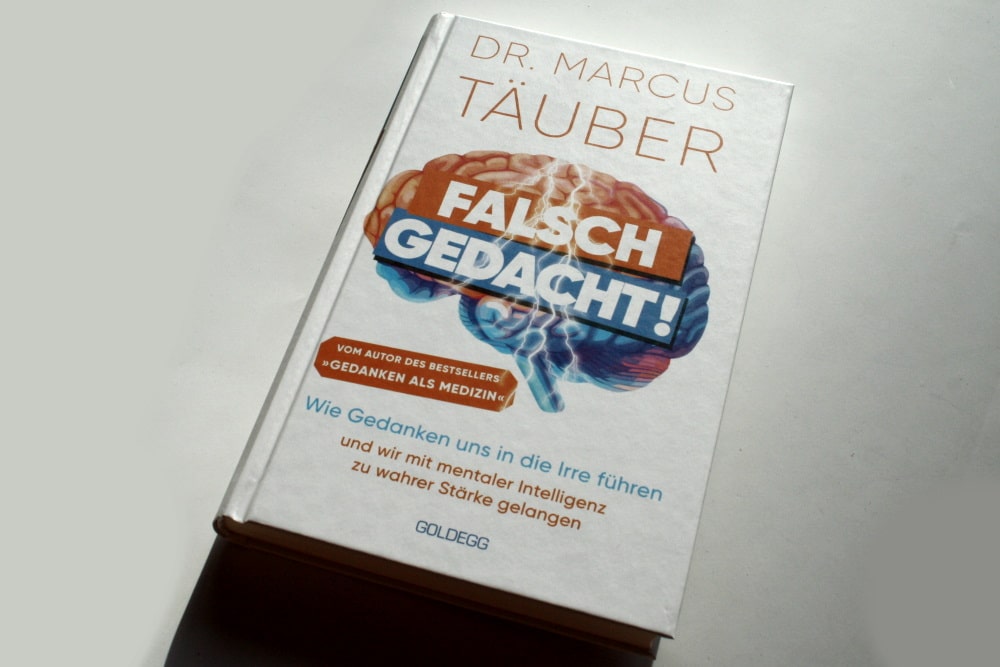 DR. MARCUS
TÄUBER
FALSCH
GEDACHT!
VOM AUTOR DES BESTSELLERS
»GEDANKEN ALS MEDIZIN«
Wie Gedanken uns in die Irre führen
und wir mit mentaler Intelligenz
zu wahrer Stärke gelangen
GOLDEGG